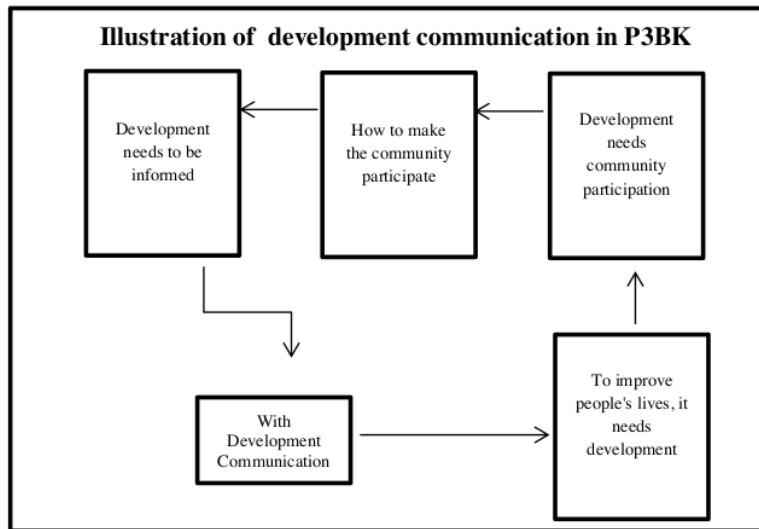 Illustration of development communication in P3BK
Development
needs to be
informed
How to make
the community
participate
Development
needs
community
participation
With
Development
Communication
To improve
people's lives, it
needs
development